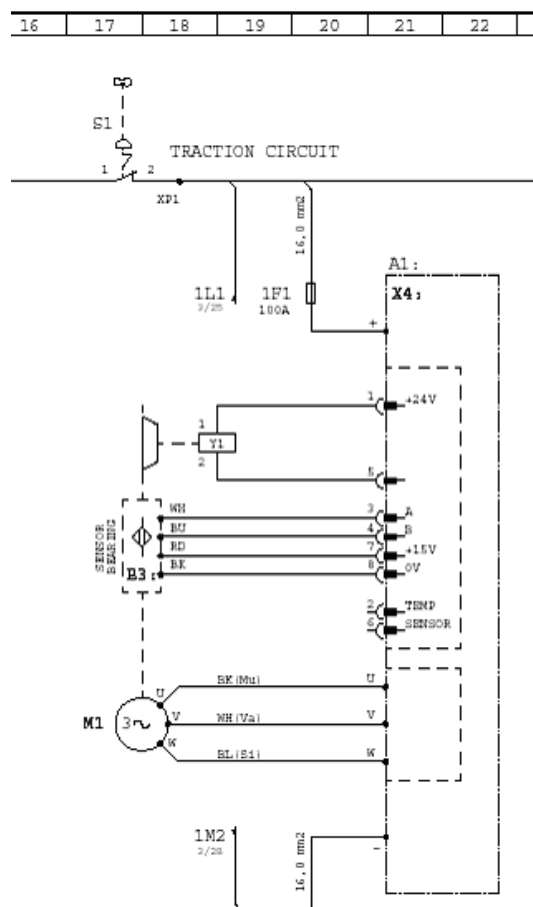 16 17 18 19 20 21 22
S1
TRACTION CIRCUIT
1 2
XP1
16,0 mm2
A1:
1L1 1F1 X4:
2/25 100A
+
1 +24V
1
Y1
2
5
WH 3 A
BU 4 B
RD 7 +15V
BK 8 0V
SENSOR BEARING
B3:
2 TEMP
6 SENSOR
U BK(Mu) U
M1 3 V WH(Va) V
W BL(Si) W
1M2
2/28
16,0 mm2
-